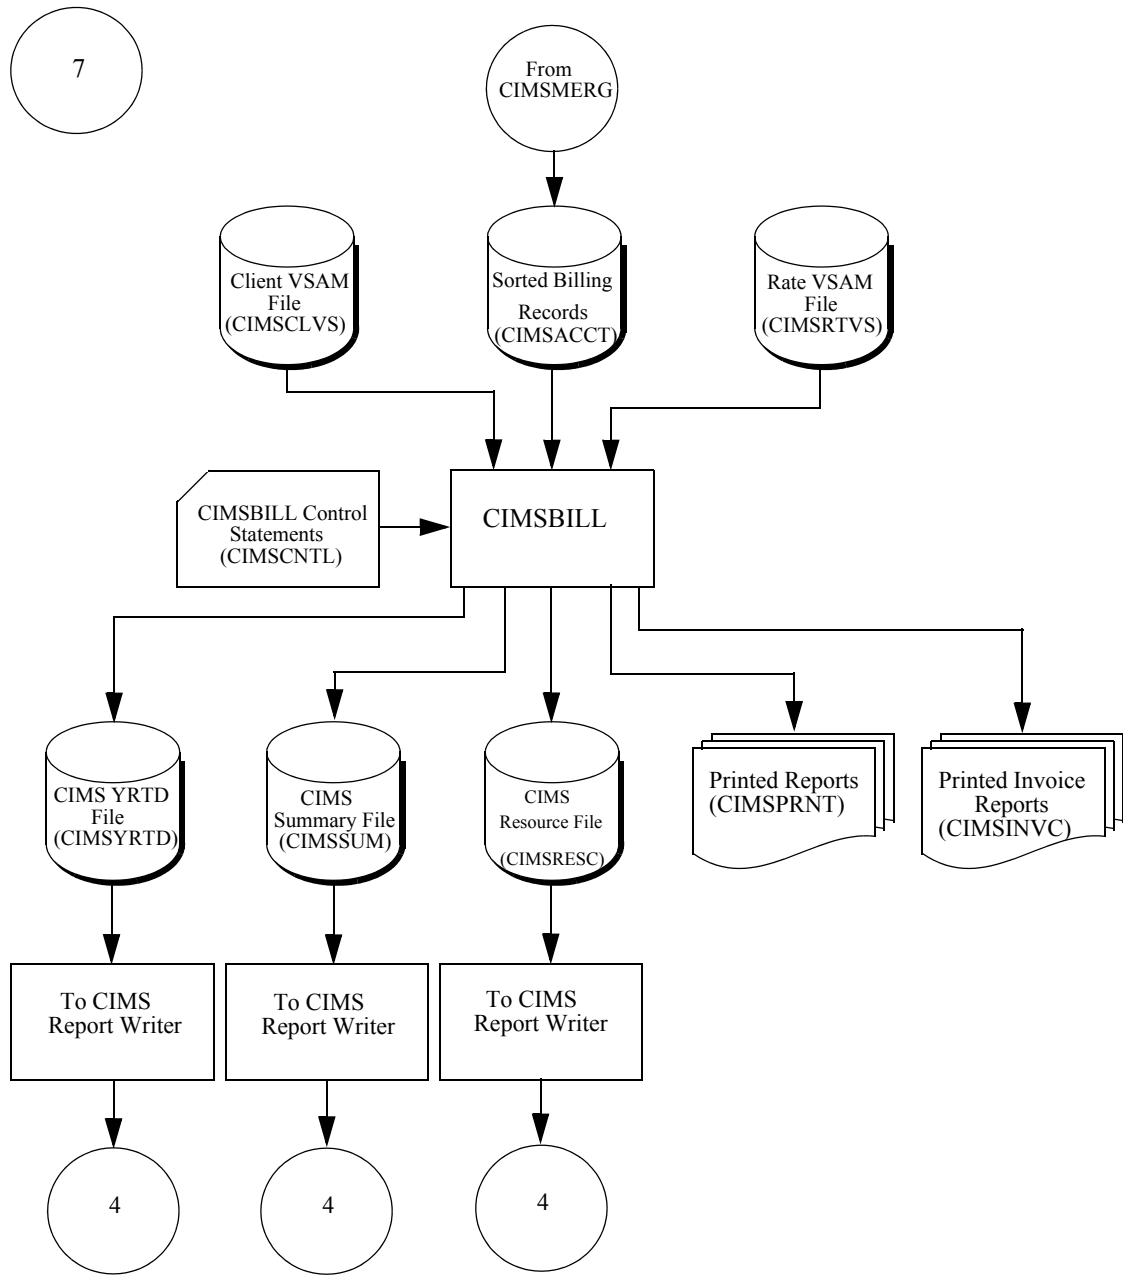 7
From
CIMSMERG
Client VSAM
File
(CIMSCLVS)
Sorted Billing
Records
(CIMSACCT)
Rate VSAM
File
(CIMSRTVS)
CIMSBILL Control
Statements
(CIMSCNTL)
CIMSBILL
CIMS YRTD
File
(CIMSYRTD)
CIMS
Summary File
(CIMSSUM)
CIMS
Resource File
(CIMSRESC)
Printed Reports
(CIMSPRNT)
Printed Invoice
Reports
(CIMSINVC)
To CIMS
Report Writer
To CIMS
Report Writer
To CIMS
Report Writer
4
4
4